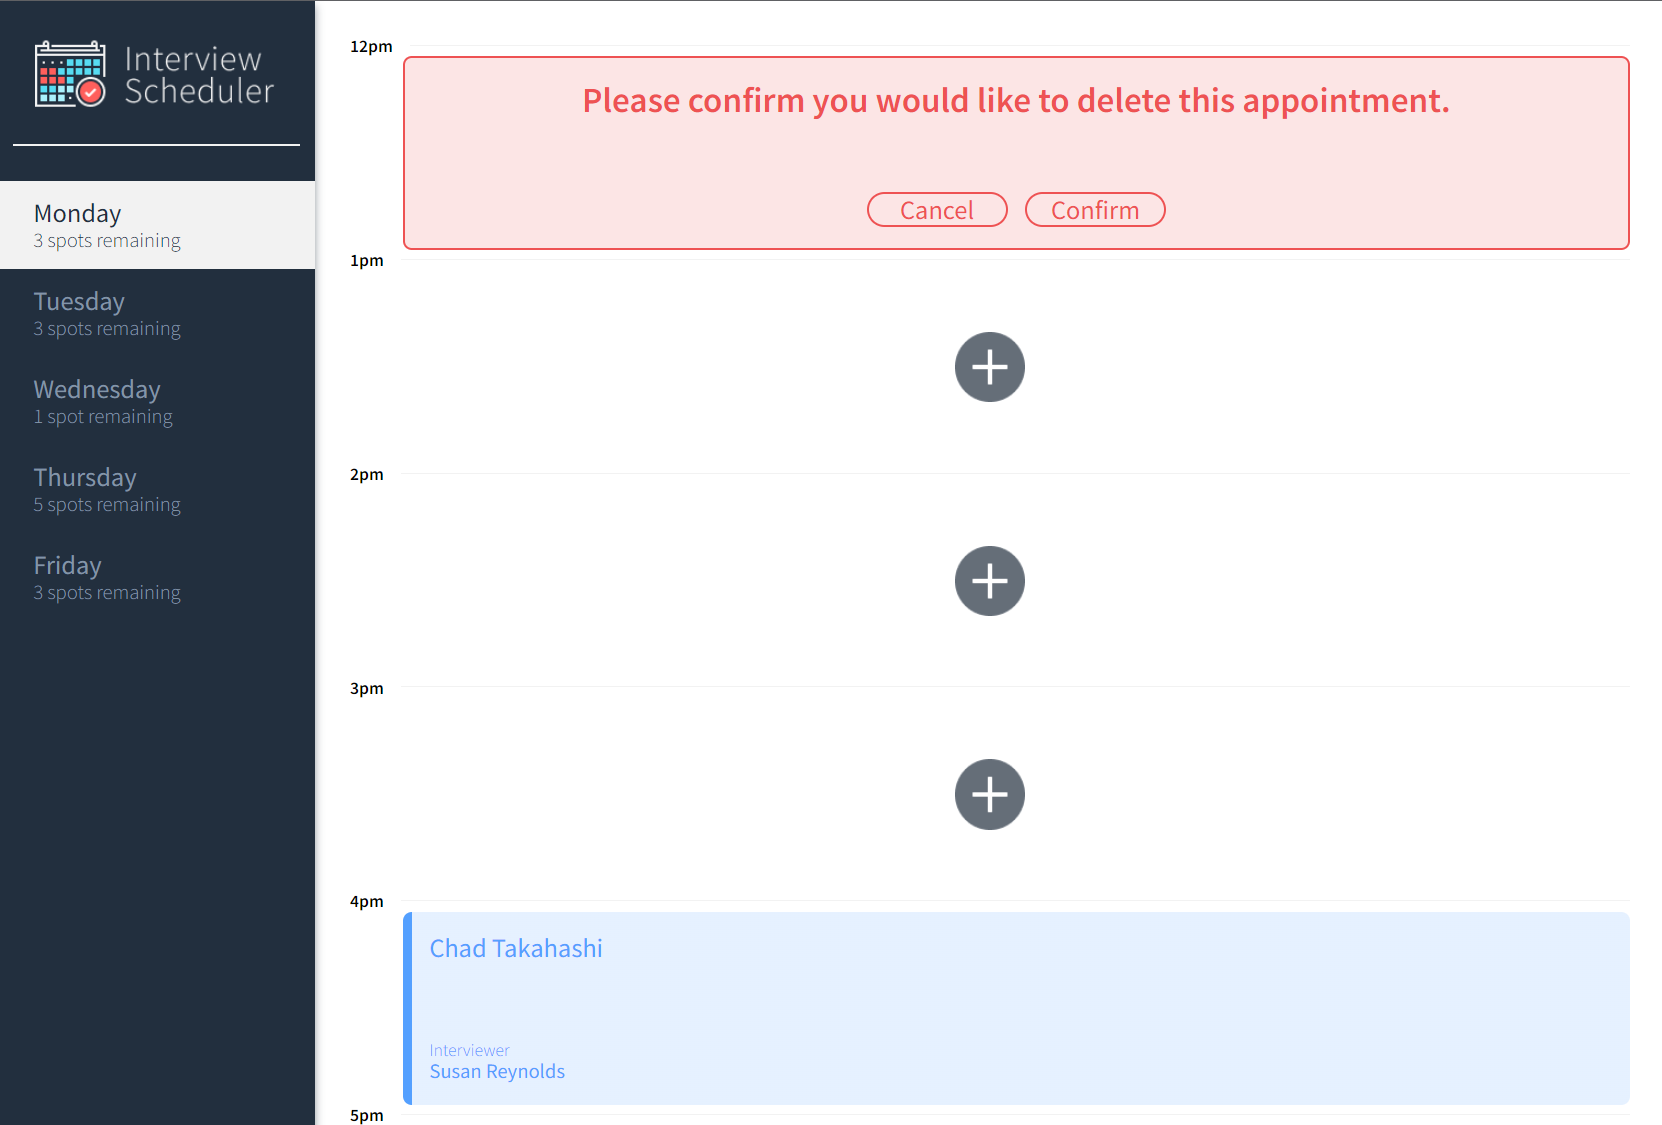 Interview
Scheduler
Monday
3 spots remaining
Tuesday
3 spots remaining
Wednesday
1 spot remaining
Thursday
5 spots remaining
Friday
3 spots remaining
12pm
Please confirm you would like to delete this appointment.
Cancel Confirm
1pm
2pm
3pm
4pm
Chad Takahashi
Interviewer
Susan Reynolds
5pm